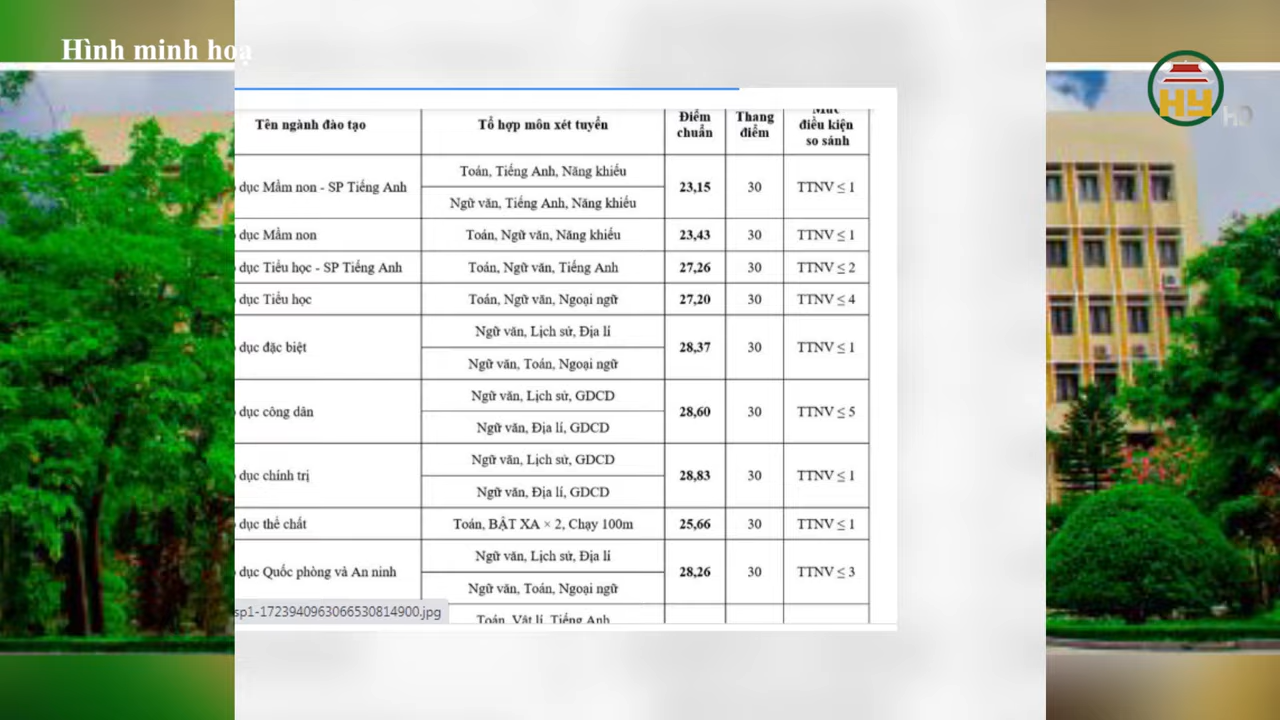 Hình minh hoạ
HY HD
Tên ngành đào tạo Tổ hợp môn xét tuyển Điểm chuẩn Thang điểm Mức điều kiện so sánh
dục Mầm non - SP Tiếng Anh Toán, Tiếng Anh, Năng khiếu 23,15 30 TTNV ≤ 1
Ngữ văn, Tiếng Anh, Năng khiếu
dục Mầm non Toán, Ngữ văn, Năng khiếu 23,43 30 TTNV ≤ 1
dục Tiểu học - SP Tiếng Anh Toán, Ngữ văn, Tiếng Anh 27,26 30 TTNV ≤ 2
dục Tiểu học Toán, Ngữ văn, Ngoại ngữ 27,20 30 TTNV ≤ 4
dục đặc biệt Ngữ văn, Lịch sử, Địa lí 28,37 30 TTNV ≤ 1
Ngữ văn, Toán, Ngoại ngữ
dục công dân Ngữ văn, Lịch sử, GDCD 28,60 30 TTNV ≤ 5
Ngữ văn, Địa lí, GDCD
dục chính trị Ngữ văn, Lịch sử, GDCD 28,83 30 TTNV ≤ 1
Ngữ văn, Địa lí, GDCD
dục thể chất Toán, BẬT XA × 2, Chạy 100m 25,66 30 TTNV ≤ 1
dục Quốc phòng và An ninh Ngữ văn, Lịch sử, Địa lí 28,26 30 TTNV ≤ 3
Ngữ văn, Toán, Ngoại ngữ
sp1-1723940963066530814900.jpg
Toán, Vật lí, Tiếng Anh